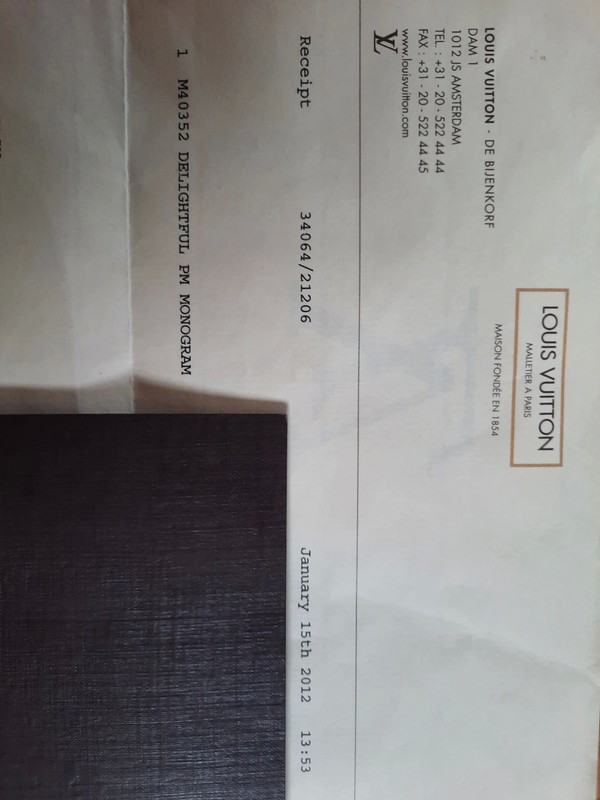 LOUIS VUITTON
MALLETIER A PARIS
MAISON FONDÉE EN 1854
LOUIS VUITTON - DE BIJENKORF
DAM 1
1012 JS AMSTERDAM
TEL. : +31 - 20 - 522 44 44
FAX : +31 - 20 - 522 44 45
www.louisvuitton.com
LV
Receipt 34064/21206 January 15th 2012 13:53
1 M40352 DELIGHTFUL PM MONOGRAM